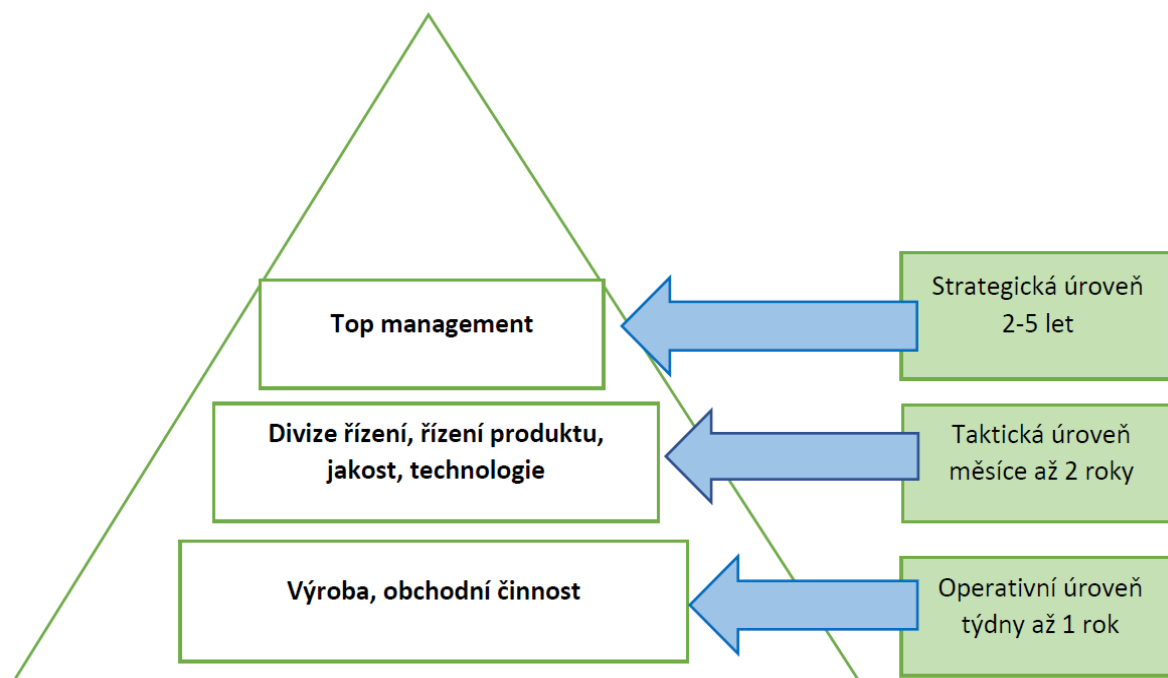 Top management
Strategická úroveň
2-5 let
Divize řízení, řízení produktu,
jakost, technologie
Taktická úroveň
měsíce až 2 roky
Výroba, obchodní činnost
Operativní úroveň
týdny až 1 rok